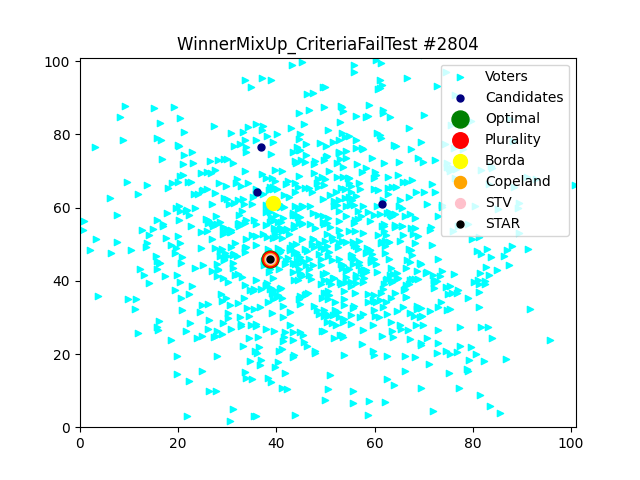 WinnerMixUp_CriteriaFailTest #2804
100
80
60
40
20
0
0
20
40
60
80
100
Voters
Candidates
Optimal
Plurality
Borda
Copeland
STV
STAR